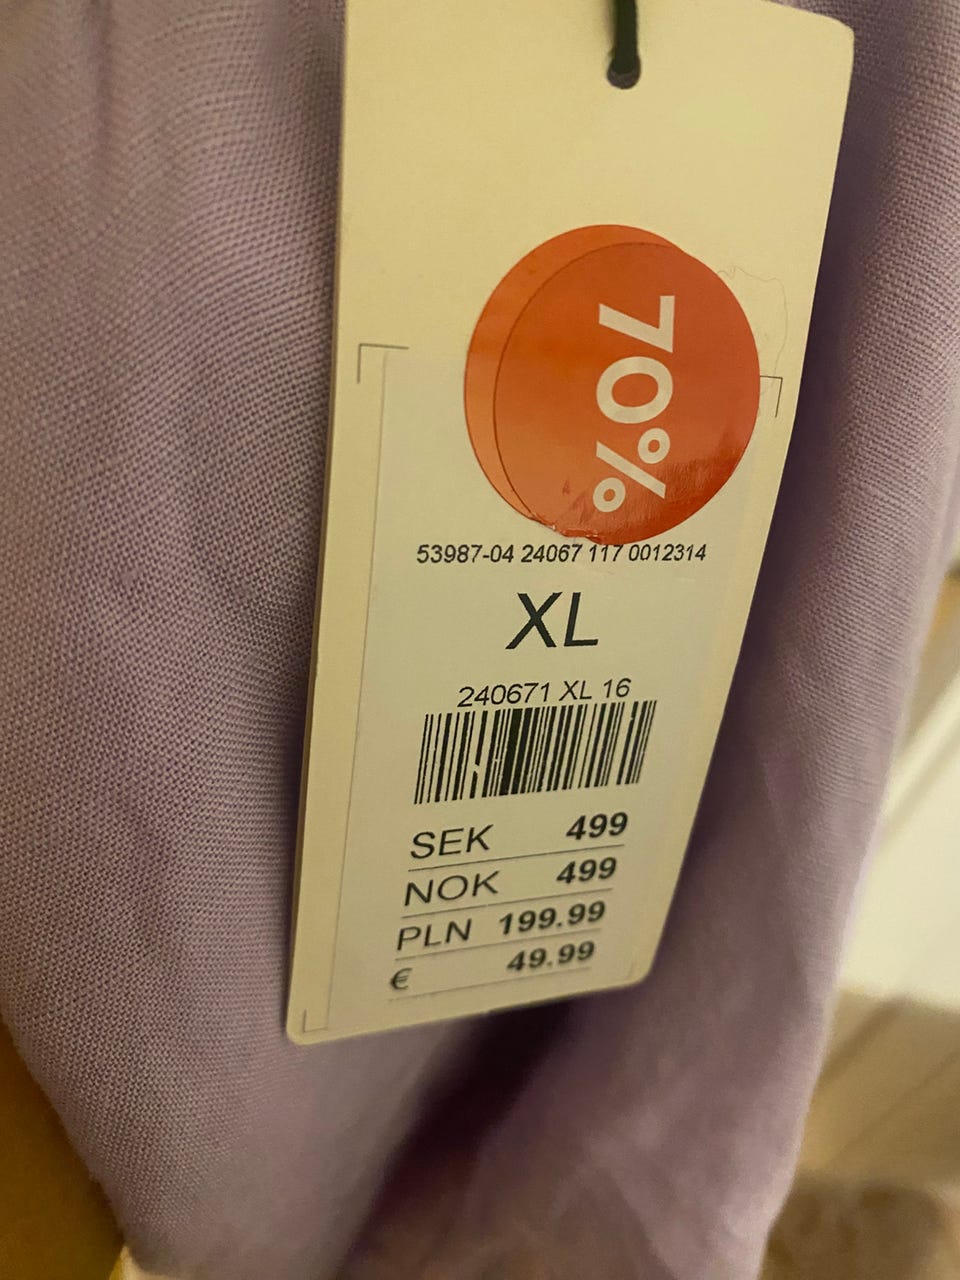 70%
53987-04 24067 117 0012314
XL
240671 XL 16
SEK 499
NOK 499
PLN 199.99
€ 49.99